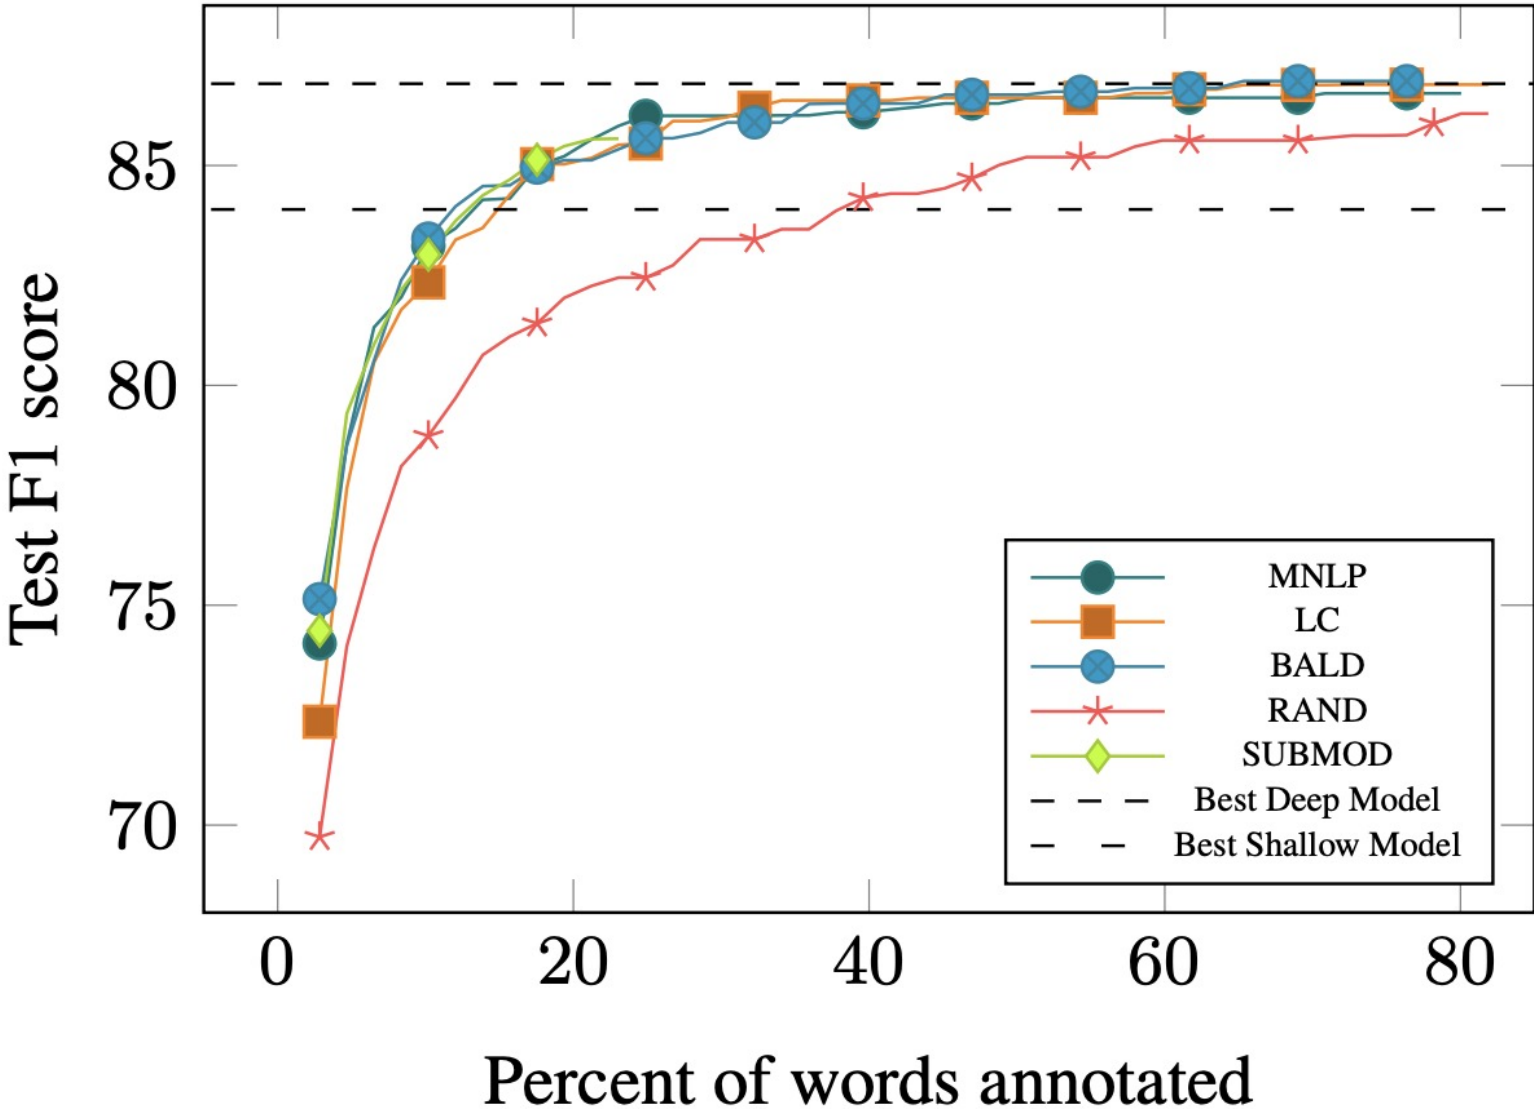 Test F1 score
85
80
75
70
MNLP
LC
BALD
RAND
SUBMOD
Best Deep Model
Best Shallow Model
0 20 40 60 80
Percent of words annotated